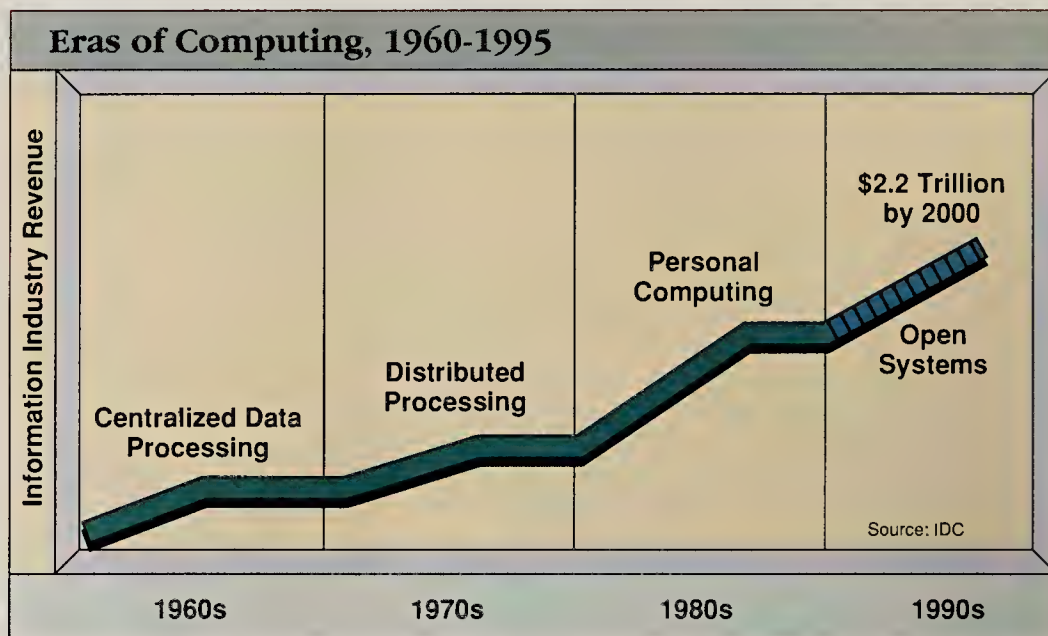 Eras of Computing, 1960-1995
Information Industry Revenue
Centralized Data
Processing
Distributed
Processing
Personal
Computing
$2.2 Trillion
by 2000
Open
Systems
Source: IDC
1960s
1970s
1980s
1990s